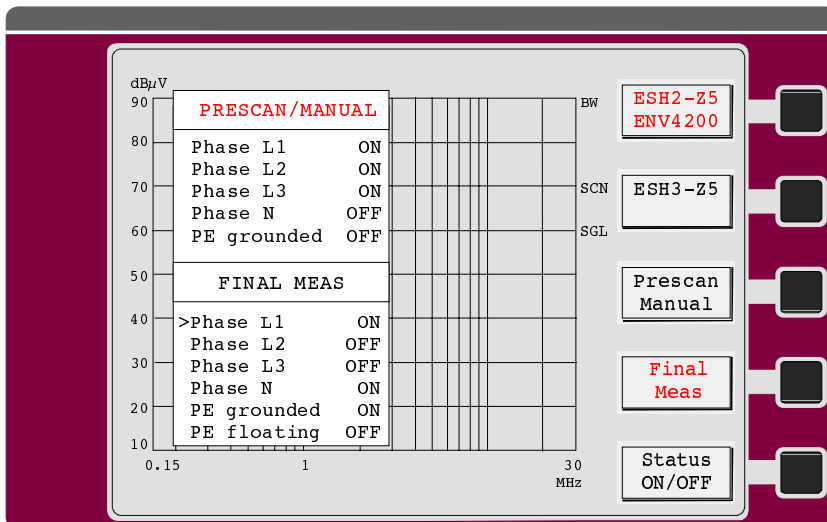 dBµV
90
80
70
60
50
40
30
20
10
PRESCAN/MANUAL
Phase L1 ON
Phase L2 ON
Phase L3 ON
Phase N OFF
PE grounded OFF
FINAL MEAS
>Phase L1 ON
Phase L2 OFF
Phase L3 OFF
Phase N ON
PE grounded ON
PE floating OFF
0.15 1 30
MHz
BW
SCN
SGL
ESH2-Z5
ENV4200
ESH3-Z5
Prescan
Manual
Final
Meas
Status
ON/OFF